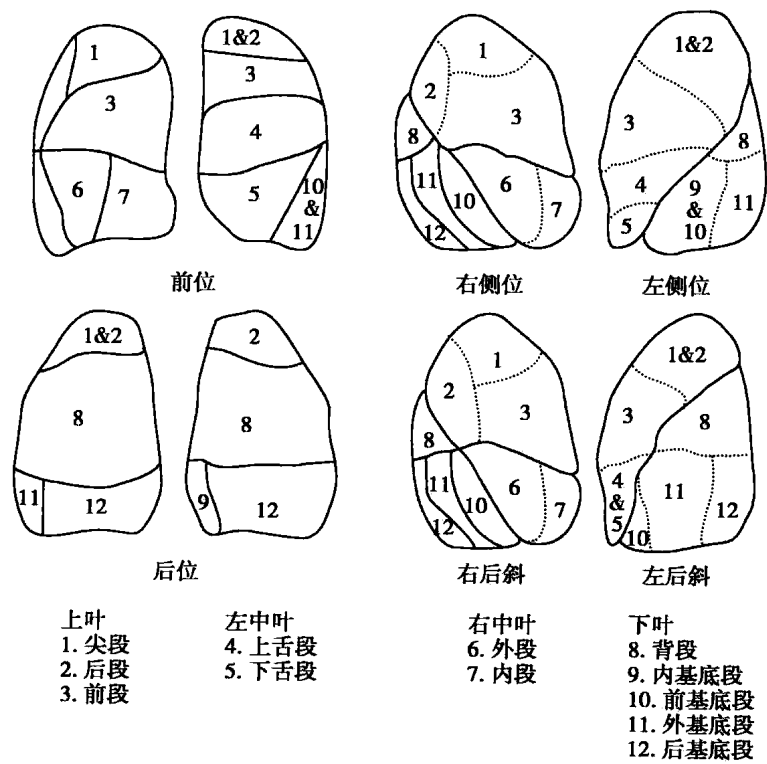 1
3
6
7
1&2
3
4
5
10
&
11
前位
1
2
3
8
11
10
6
7
12
右侧位
1&2
3
8
4
9
&
10
11
5
左侧位
1&2
8
11
12
2
8
9
12
后位
1
2
3
8
11
10
6
7
12
右后斜
1&2
3
8
4
&
5
11
12
10
左后斜
上叶
1. 尖段
2. 后段
3. 前段
左中叶
4. 上舌段
5. 下舌段
右中叶
6. 外段
7. 内段
下叶
8. 背段
9. 内基底段
10. 前基底段
11. 外基底段
12. 后基底段